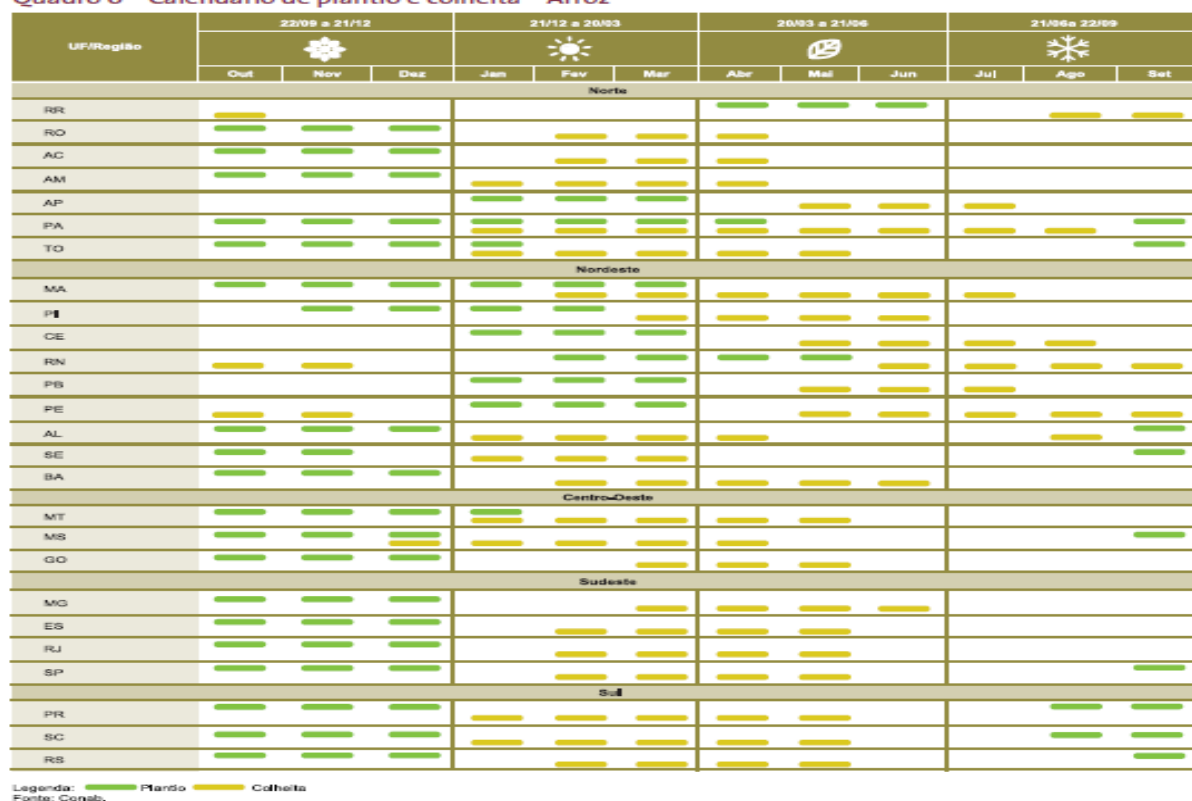 Quadro 6 – Calendário de plantio e colheita – Arroz
UF/Região
22/09 a 21/12
21/12 a 20/03
20/03 a 21/06
21/06a 22/09
Out Nov Dez Jan Fev Mar Abr Mai Jun Jul Ago Set
Norte
RR
RO
AC
AM
AP
PA
TO
Nordeste
MA
PI
CE
RN
PB
PE
AL
SE
BA
Centro-Oeste
MT
MS
GO
Sudeste
MG
ES
RJ
SP
Sul
PR
SC
RS
Legenda: Plantio Colheita
Fonte: Conab.